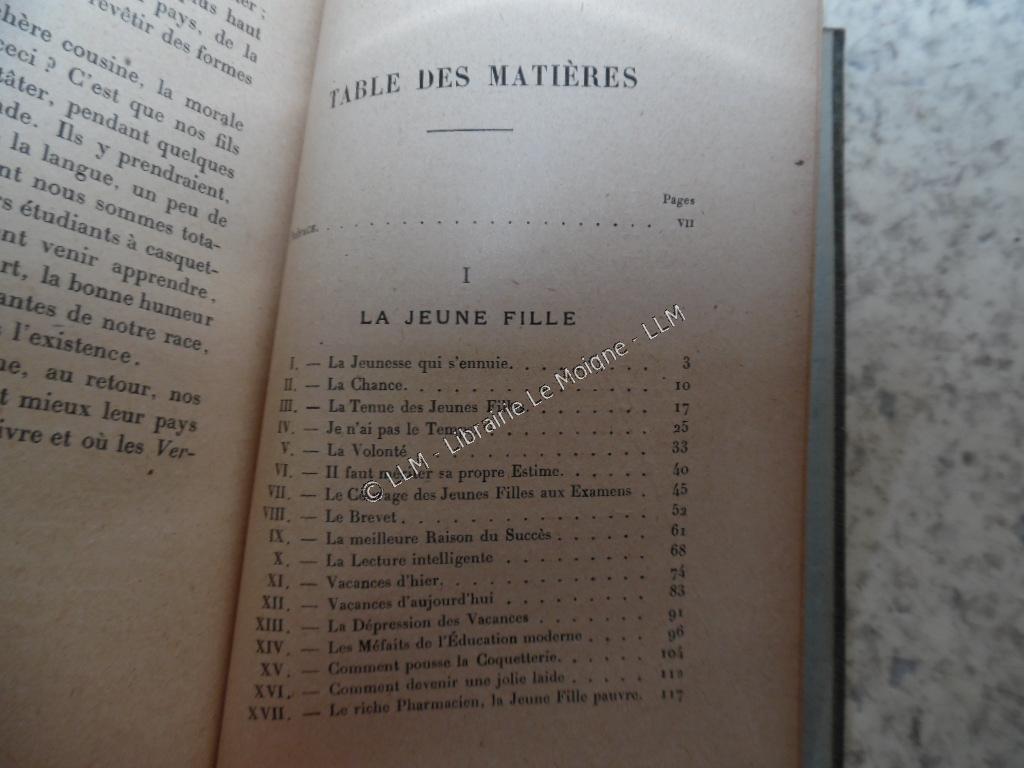 plus haut
pays, de la
revêtir des formes
chère cousine, la morale
ceci ? C'est que nos fils
pendant quelques
Ils y prendraient,
la langue, un peu de
nt nous sommes tota-
rs étudiants à casquet-
venir apprendre,
rt, la bonne humeur
antes de notre race,
l'existence.
ne, au retour, nos
t mieux leur pays
ivre et où les Ver-
TABLE DES MATIÈRES
Pages
Préface. . . . . . . . . . . . . . . . . . . . VII
I
LA JEUNE FILLE
I. — La Jeunesse qui s'ennuie. . . . . . . . . 3
II. — La Chance. . . . . . . . . . . . . . . 10
III. — La Tenue des Jeunes Filles. . . . . . . . 17
IV. — Je n'ai pas le Temps . . . . . . . . . . 25
V. — La Volonté . . . . . . . . . . . . . . 33
VI. — Il faut mériter sa propre Estime. . . . . . 40
VII. — Le Courage des Jeunes Filles aux Examens . 45
VIII. — Le Brevet . . . . . . . . . . . . . . . 52
IX. — La meilleure Raison du Succès . . . . . . 61
X. — La Lecture intelligente . . . . . . . . . 68
XI. — Vacances d'hier. . . . . . . . . . . . . 74
XII. — Vacances d'aujourd'hui . . . . . . . . . 83
XIII. — La Dépression des Vacances . . . . . . . 91
XIV. — Les Méfaits de l'Éducation moderne . . . . 96
XV. — Comment pousse la Coquetterie. . . . . . 104
XVI. — Comment devenir une jolie laide . . . . . 112
XVII. — Le riche Pharmacien, la Jeune Fille pauvre. 117
© LLM - Librairie Le Moigne - LLM